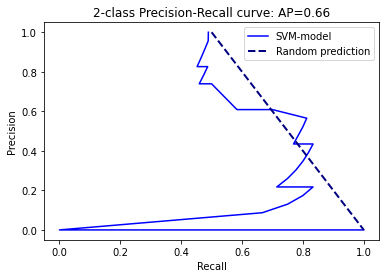 2-class Precision-Recall curve: AP=0.66
SVM-model
Random prediction
Precision
1.0
0.8
0.6
0.4
0.2
0.0
0.0 0.2 0.4 0.6 0.8 1.0
Recall